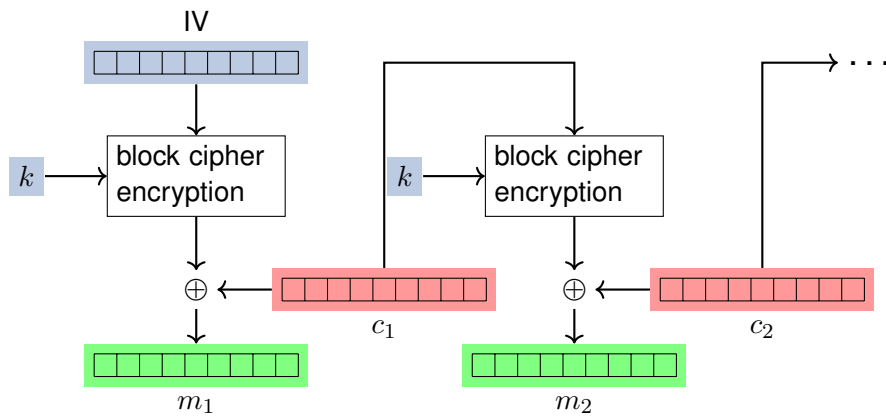 IV
...
k
block cipher
encryption
k
block cipher
encryption
⊕
⊕
c₁
c₂
m₁
m₂